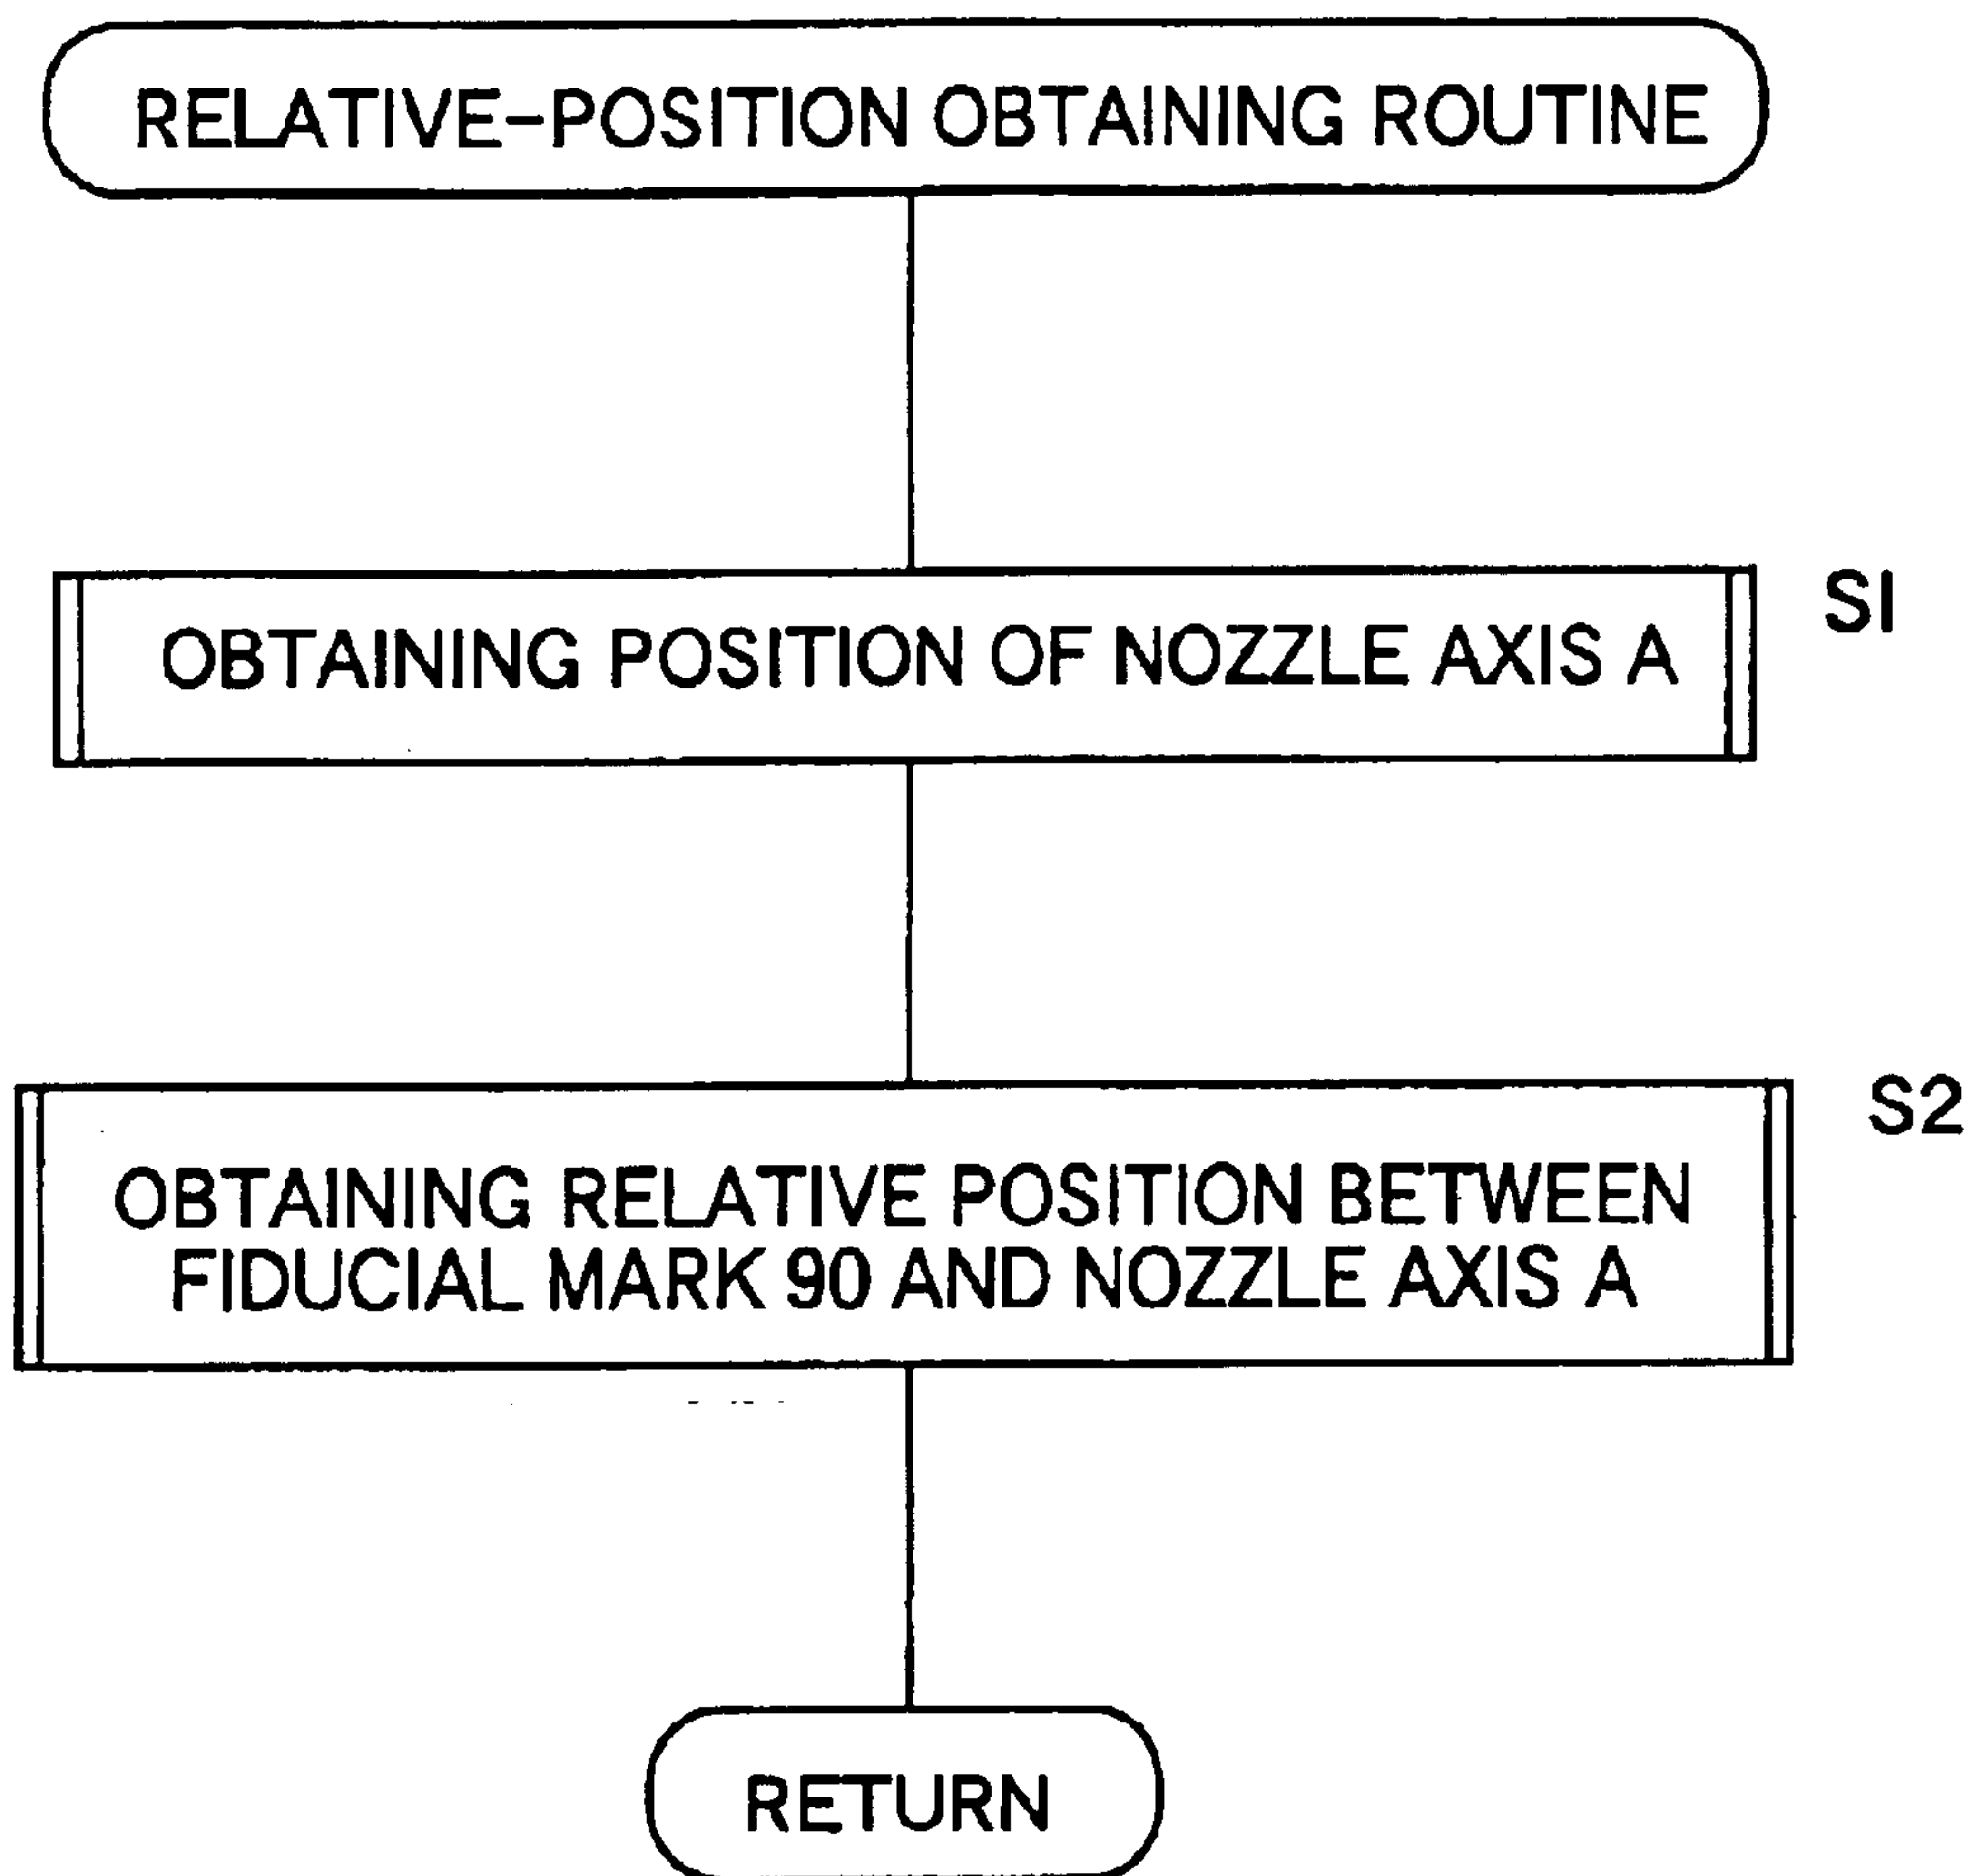 RELATIVE-POSITION OBTAINING ROUTINE
OBTAINING POSITION OF NOZZLE AXIS A
S1
OBTAINING RELATIVE POSITION BETWEEN
FIDUCIAL MARK 90 AND NOZZLE AXIS A
S2
RETURN